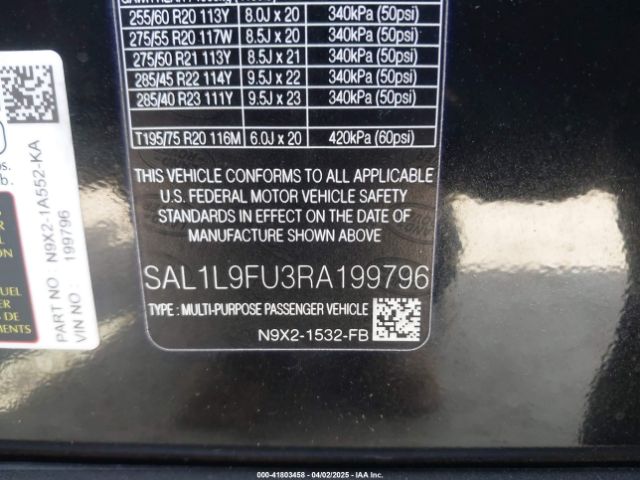 255/60 R20 113Y 8.0J x 20 340kPa (50psi)
275/55 R20 117W 8.5J x 20 340kPa (50psi)
275/50 R21 113Y 8.5J x 21 340kPa (50psi)
285/45 R22 114Y 9.5J x 22 340kPa (50psi)
285/40 R23 111Y 9.5J x 23 340kPa (50psi)
T195/75 R20 116M 6.0J x 20 420kPa (60psi)
THIS VEHICLE CONFORMS TO ALL APPLICABLE
U.S. FEDERAL MOTOR VEHICLE SAFETY
STANDARDS IN EFFECT ON THE DATE OF
MANUFACTURE SHOWN ABOVE
SAL1L9FU3RA199796
TYPE : MULTI-PURPOSE PASSENGER VEHICLE
N9X2-1532-FB
PART NO : N9X2-1A552-KA
VIN NO : 199796
000-41803458 - 04/02/2025 - IAA Inc.